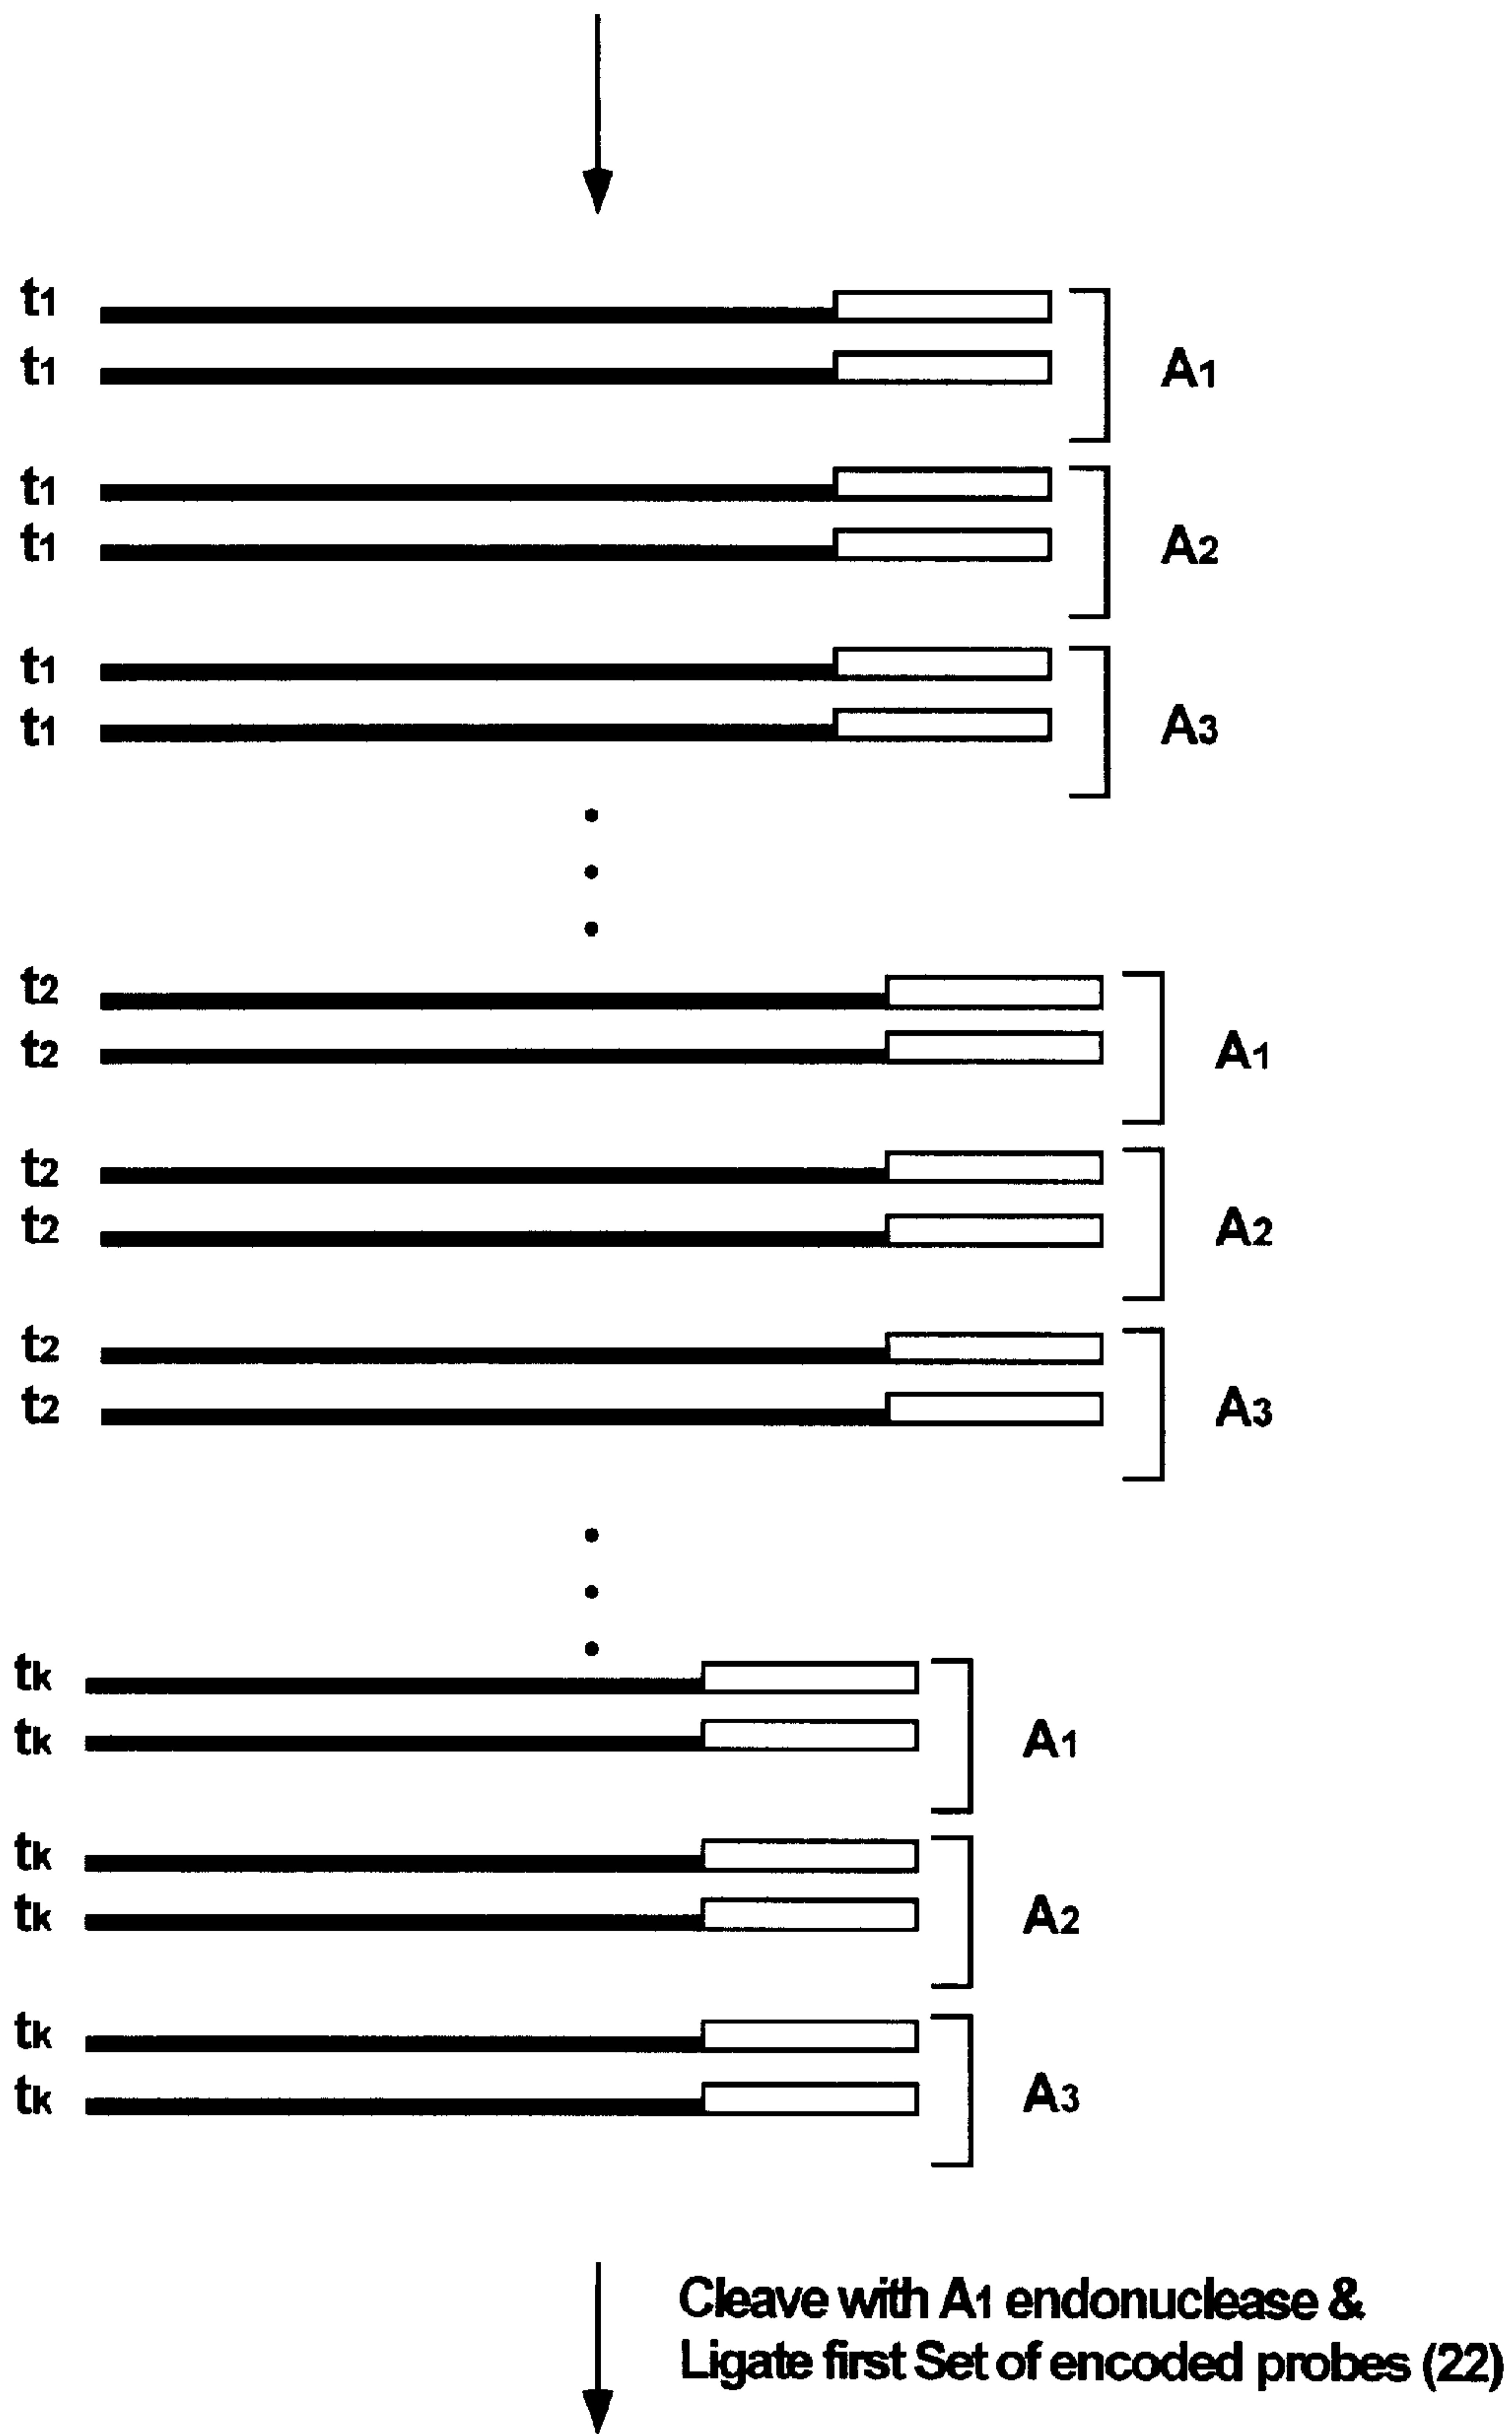 t1
t1
A1
t1
t1
A2
t1
t1
A3
t2
t2
A1
t2
t2
A2
t2
t2
A3
tk
tk
A1
tk
tk
A2
tk
tk
A3
Cleave with A1 endonuclease &
Ligate first Set of encoded probes (22)